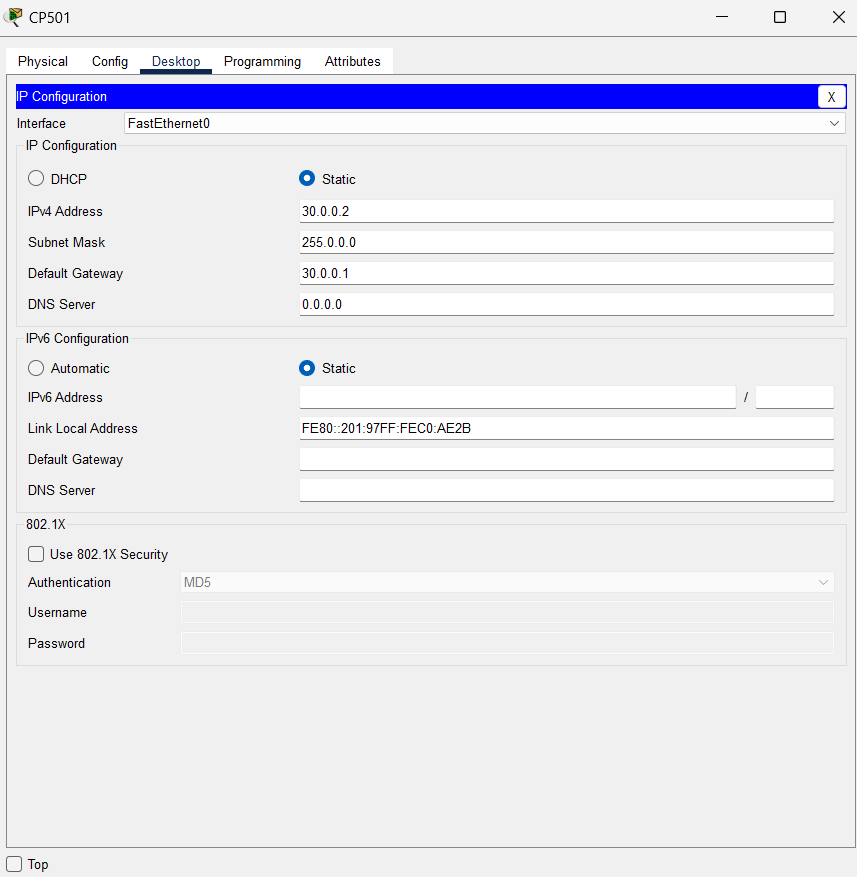 CP501
Physical Config Desktop Programming Attributes
IP Configuration X
Interface FastEthernet0
IP Configuration
DHCP Static
IPv4 Address 30.0.0.2
Subnet Mask 255.0.0.0
Default Gateway 30.0.0.1
DNS Server 0.0.0.0
IPv6 Configuration
Automatic Static
IPv6 Address /
Link Local Address FE80::201:97FF:FEC0:AE2B
Default Gateway
DNS Server
802.1X
Use 802.1X Security
Authentication MD5
Username
Password
Top